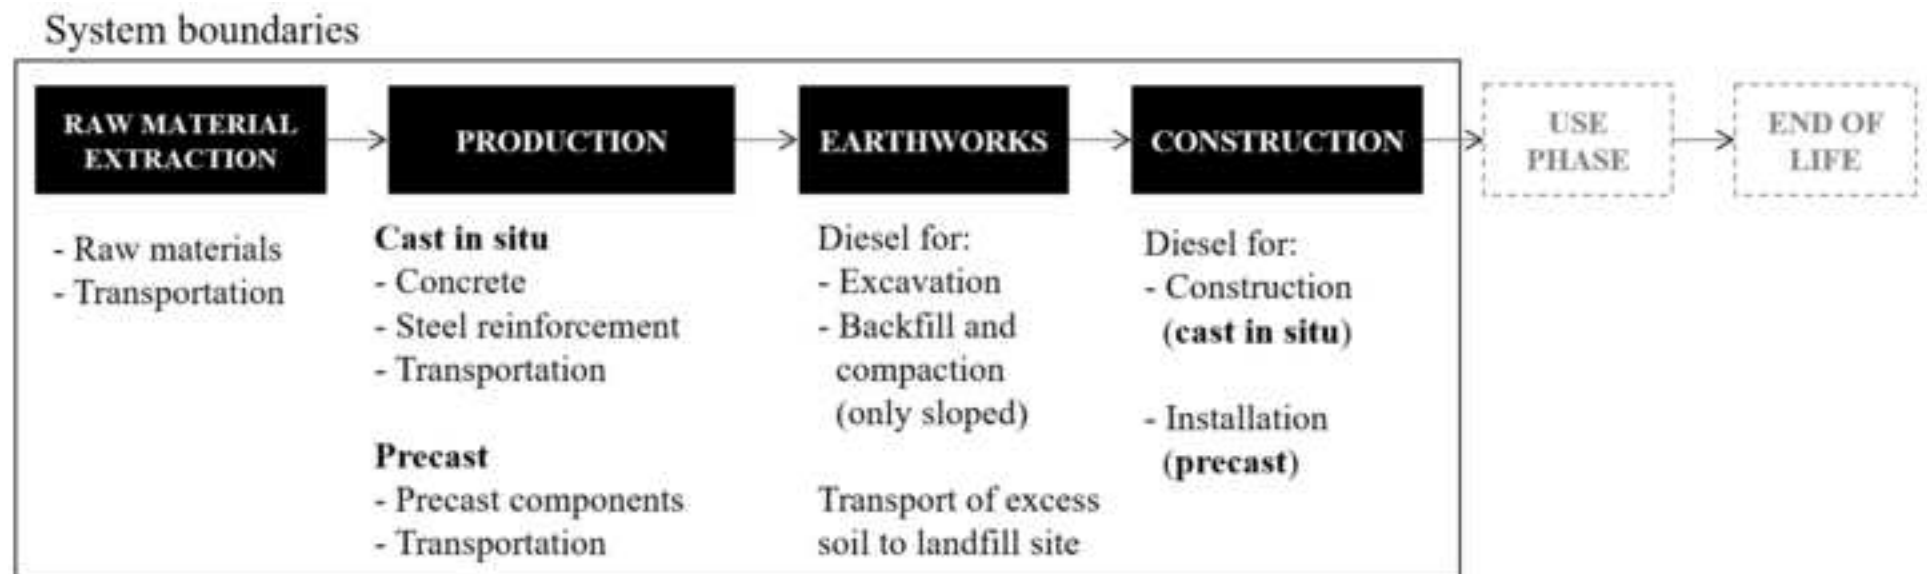 System boundaries
RAW MATERIAL
EXTRACTION
PRODUCTION
EARTHWORKS
CONSTRUCTION
USE
PHASE
END OF
LIFE
- Raw materials
- Transportation
Cast in situ
- Concrete
- Steel reinforcement
- Transportation
Precast
- Precast components
- Transportation
Diesel for:
- Excavation
- Backfill and
compaction
(only sloped)
Transport of excess
soil to landfill site
Diesel for:
- Construction
(cast in situ)
- Installation
(precast)